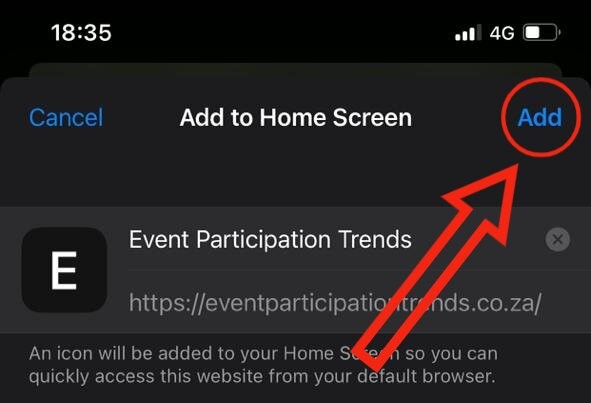 18:35 4G
Cancel Add to Home Screen Add
E Event Participation Trends
https://eventparticipationtrends.co.za/
An icon will be added to your Home Screen so you can
quickly access this website from your default browser.